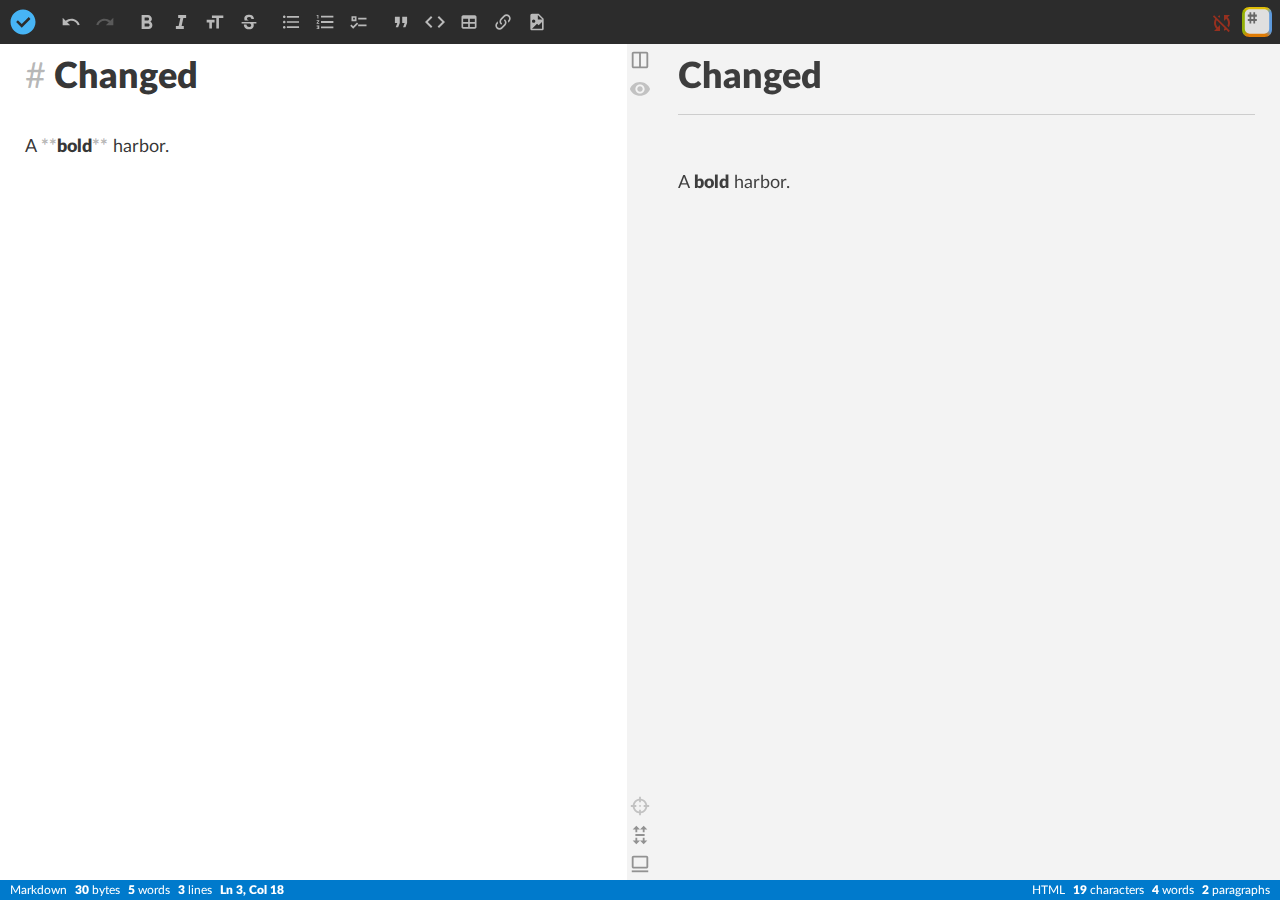 # Changed
A **bold** harbor.
Changed
A bold harbor.
Markdown 30 bytes 5 words 3 lines Ln 3, Col 18
HTML 19 characters 4 words 2 paragraphs